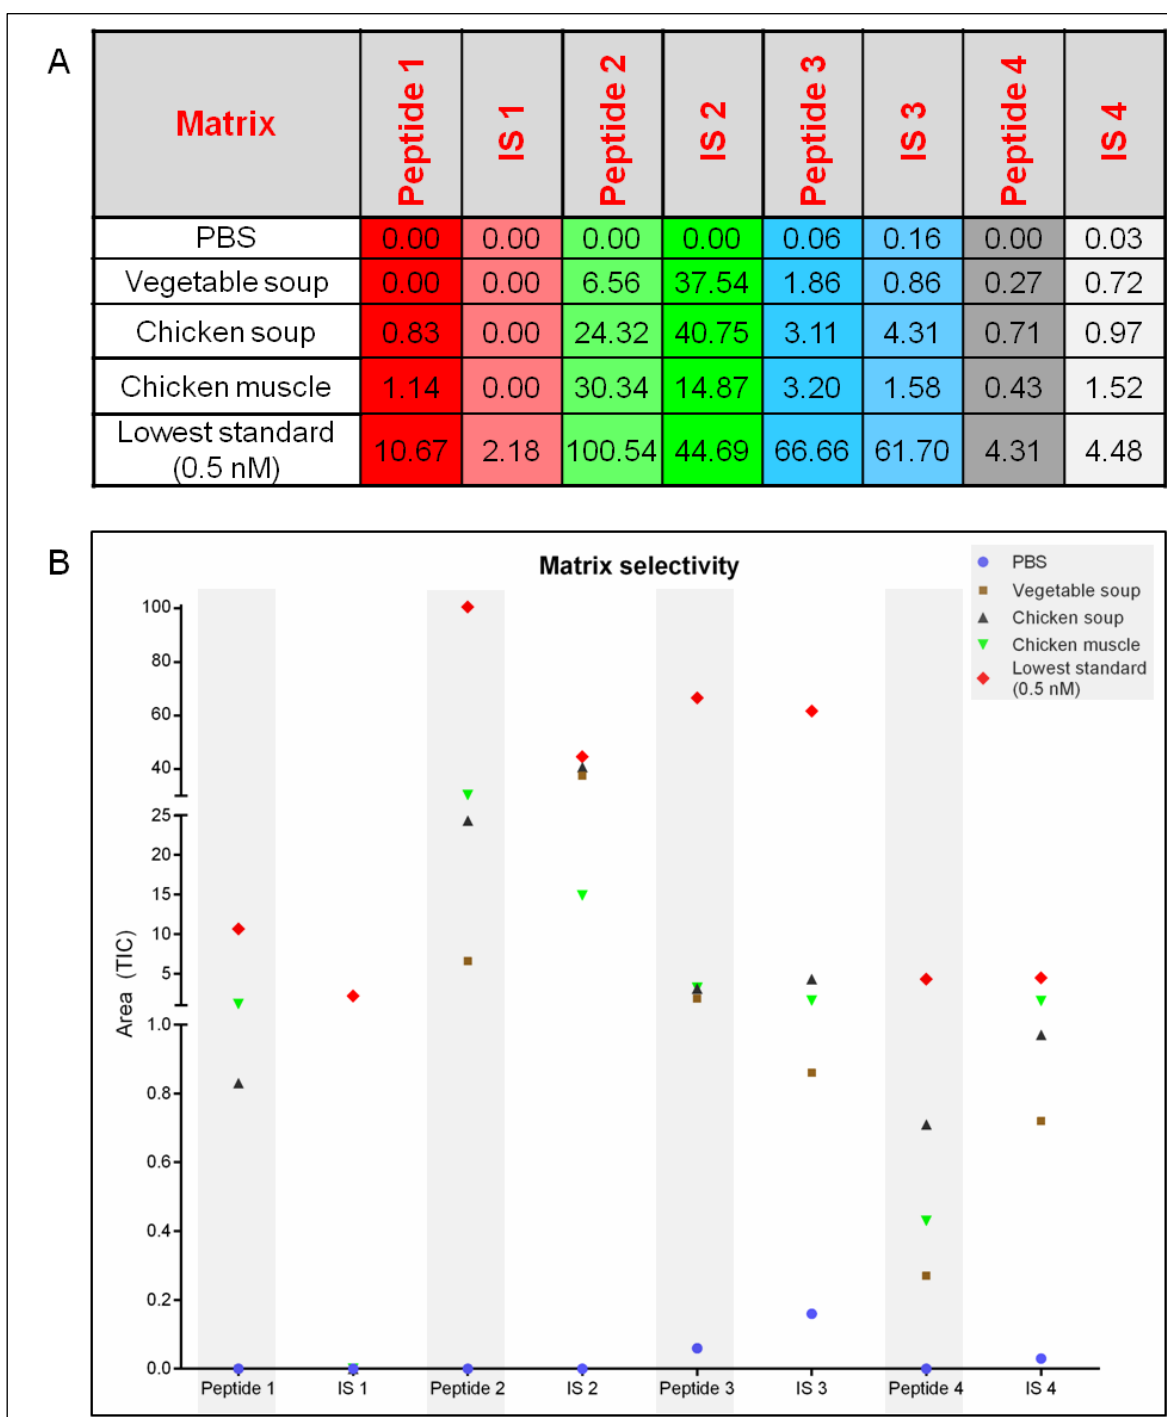 A
Matrix Peptide 1 IS 1 Peptide 2 IS 2 Peptide 3 IS 3 Peptide 4 IS 4
PBS 0.00 0.00 0.00 0.00 0.06 0.16 0.00 0.03
Vegetable soup 0.00 0.00 6.56 37.54 1.86 0.86 0.27 0.72
Chicken soup 0.83 0.00 24.32 40.75 3.11 4.31 0.71 0.97
Chicken muscle 1.14 0.00 30.34 14.87 3.20 1.58 0.43 1.52
Lowest standard
(0.5 nM) 10.67 2.18 100.54 44.69 66.66 61.70 4.31 4.48
B
Matrix selectivity
PBS
Vegetable soup
Chicken soup
Chicken muscle
Lowest standard
(0.5 nM)
Area (TIC)
100
80
60
40
25
20
15
10
5
1.0
0.8
0.6
0.4
0.2
0.0
Peptide 1 IS 1 Peptide 2 IS 2 Peptide 3 IS 3 Peptide 4 IS 4